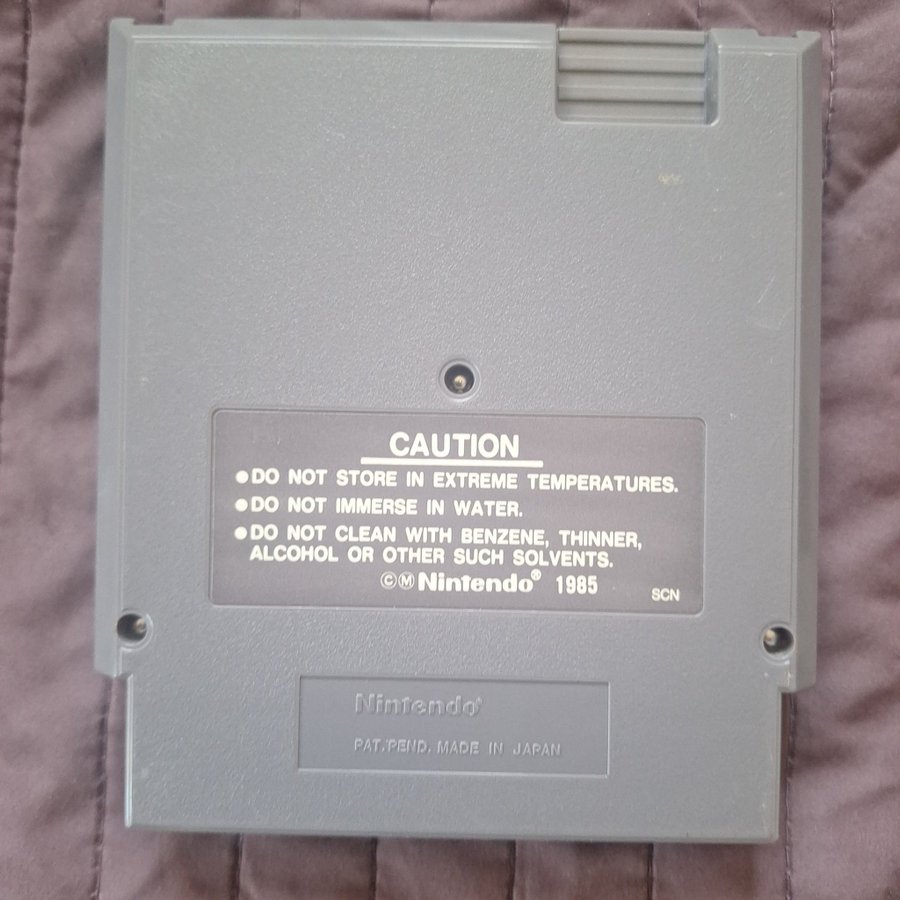 CAUTION
●DO NOT STORE IN EXTREME TEMPERATURES.
●DO NOT IMMERSE IN WATER.
●DO NOT CLEAN WITH BENZENE, THINNER,
ALCOHOL OR OTHER SUCH SOLVENTS.
ⒸⓂNintendo® 1985
SCN
Nintendo®
PAT./PEND. MADE IN JAPAN